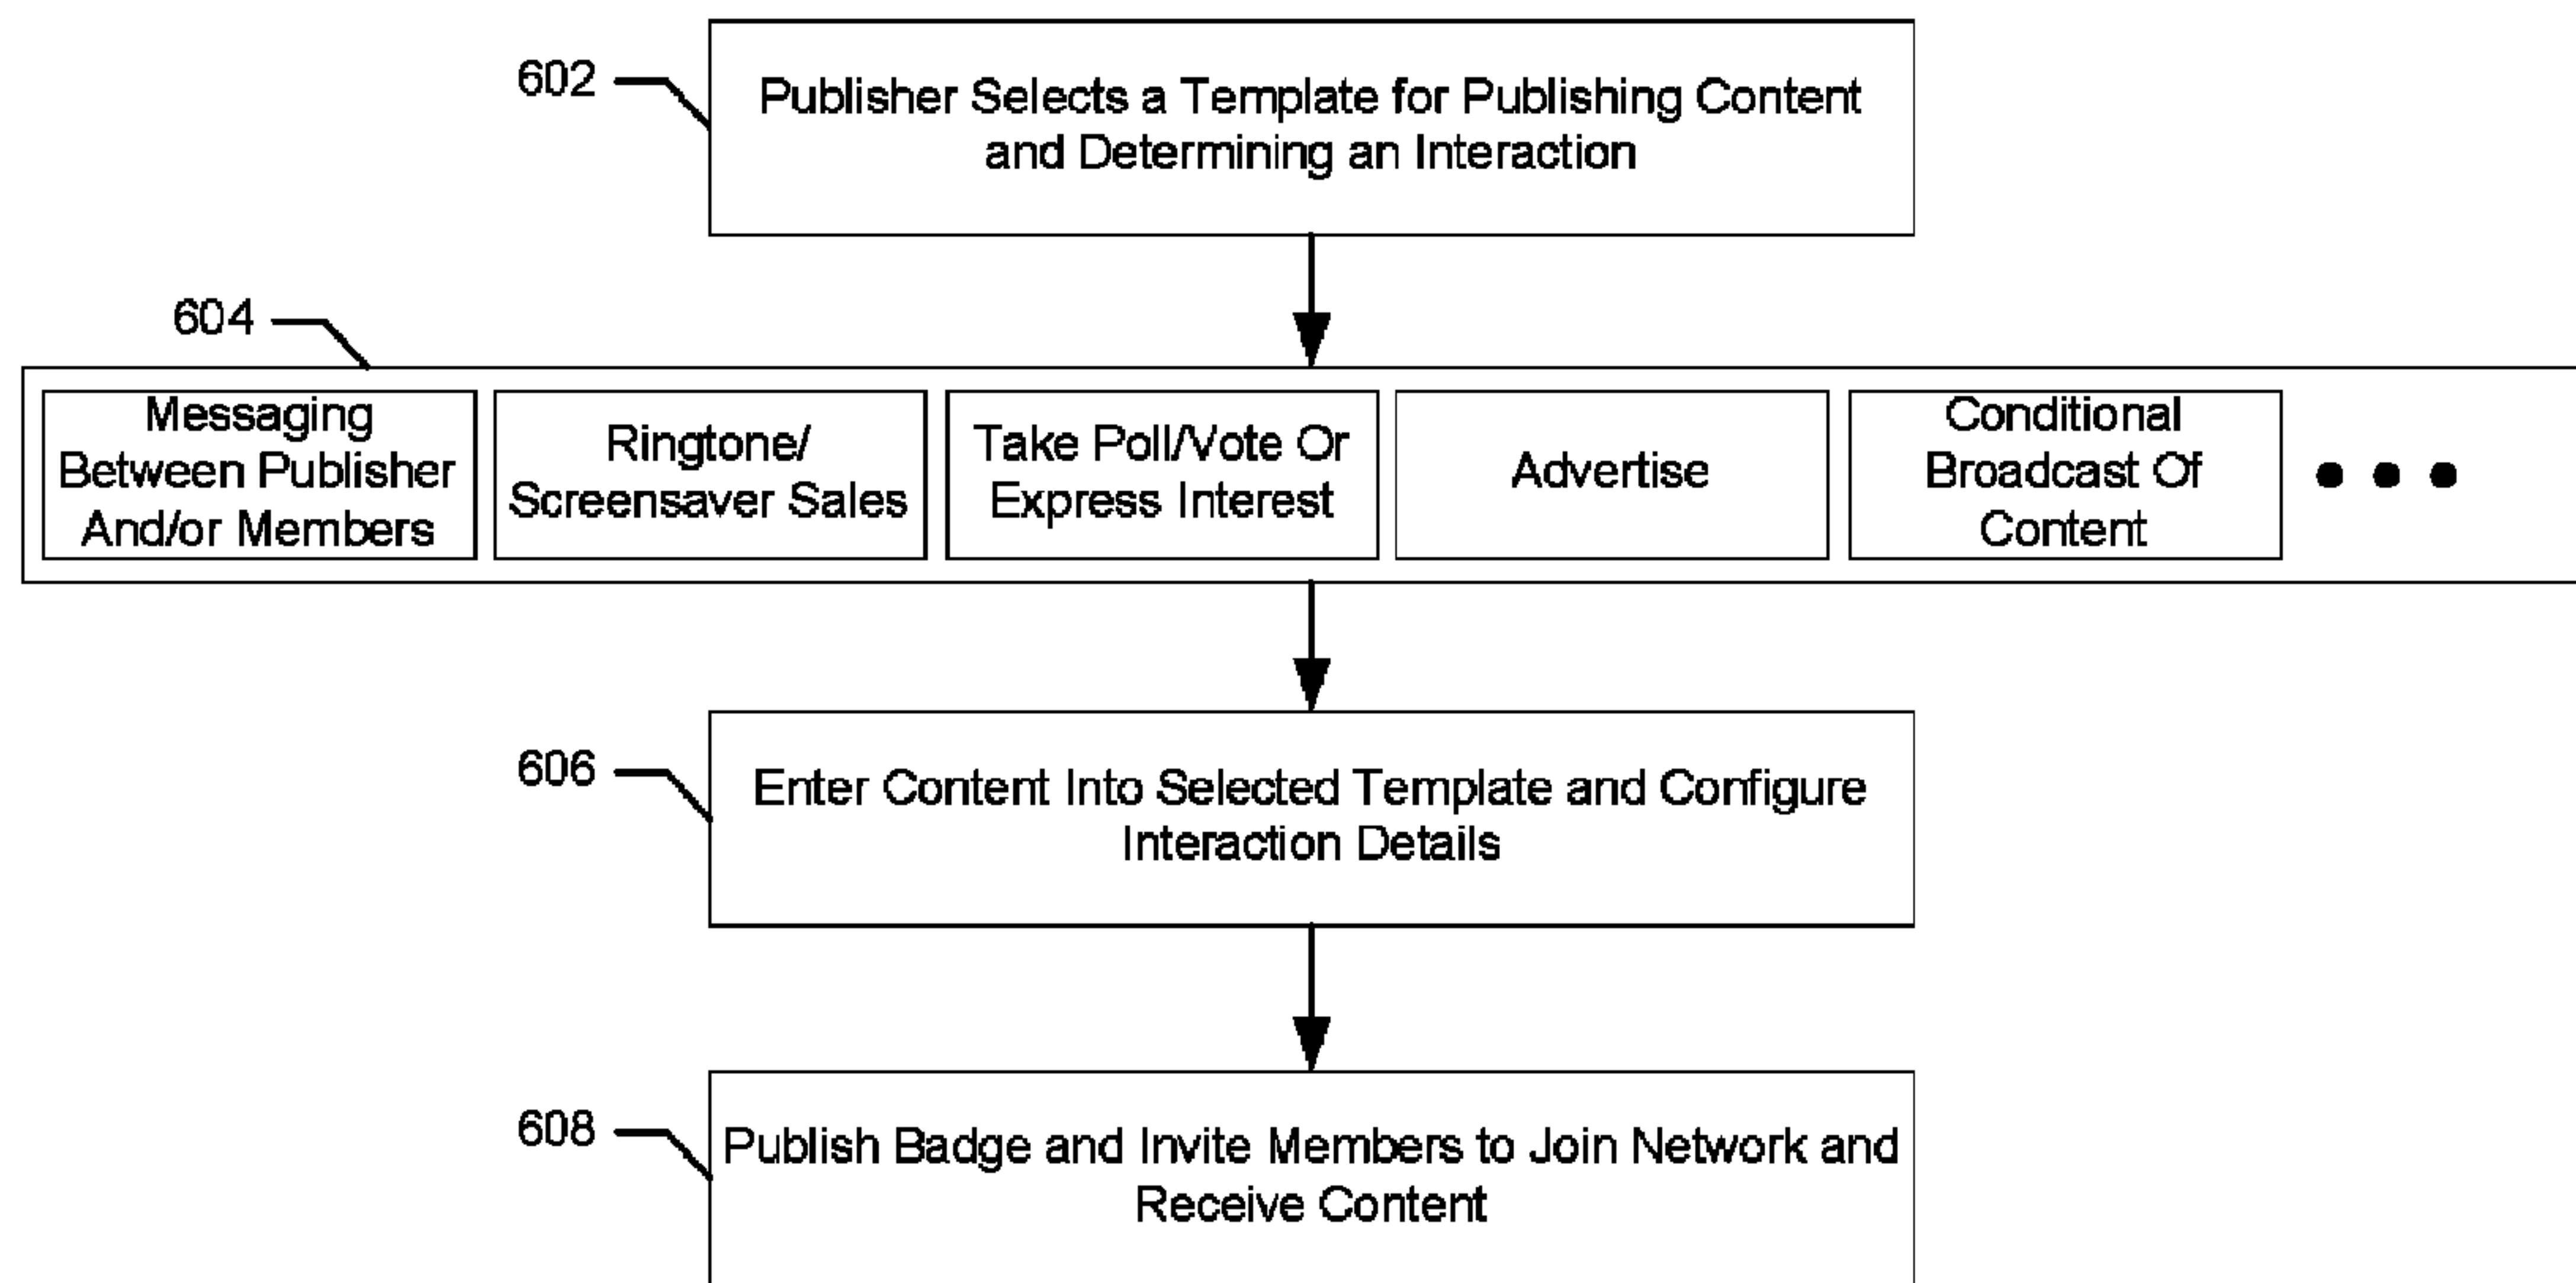 602
Publisher Selects a Template for Publishing Content
and Determining an Interaction
604
Messaging
Between Publisher
And/or Members
Ringtone/
Screensaver Sales
Take Poll/Vote Or
Express Interest
Advertise
Conditional
Broadcast Of
Content
606
Enter Content Into Selected Template and Configure
Interaction Details
608
Publish Badge and Invite Members to Join Network and
Receive Content